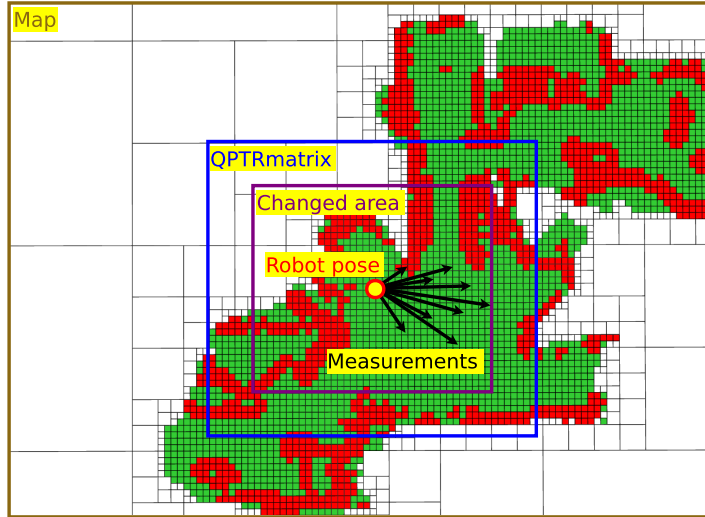 Map
QPTRmatrix
Changed area
Robot pose
Measurements